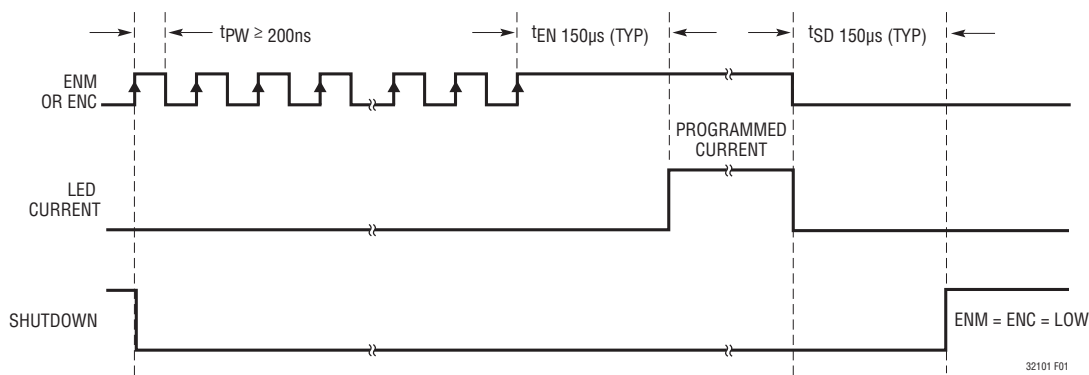 tPW ≥ 200ns
tEN 150µs (TYP)
tSD 150µs (TYP)
ENM
OR ENC
PROGRAMMED
CURRENT
LED
CURRENT
SHUTDOWN
ENM = ENC = LOW
32101 F01